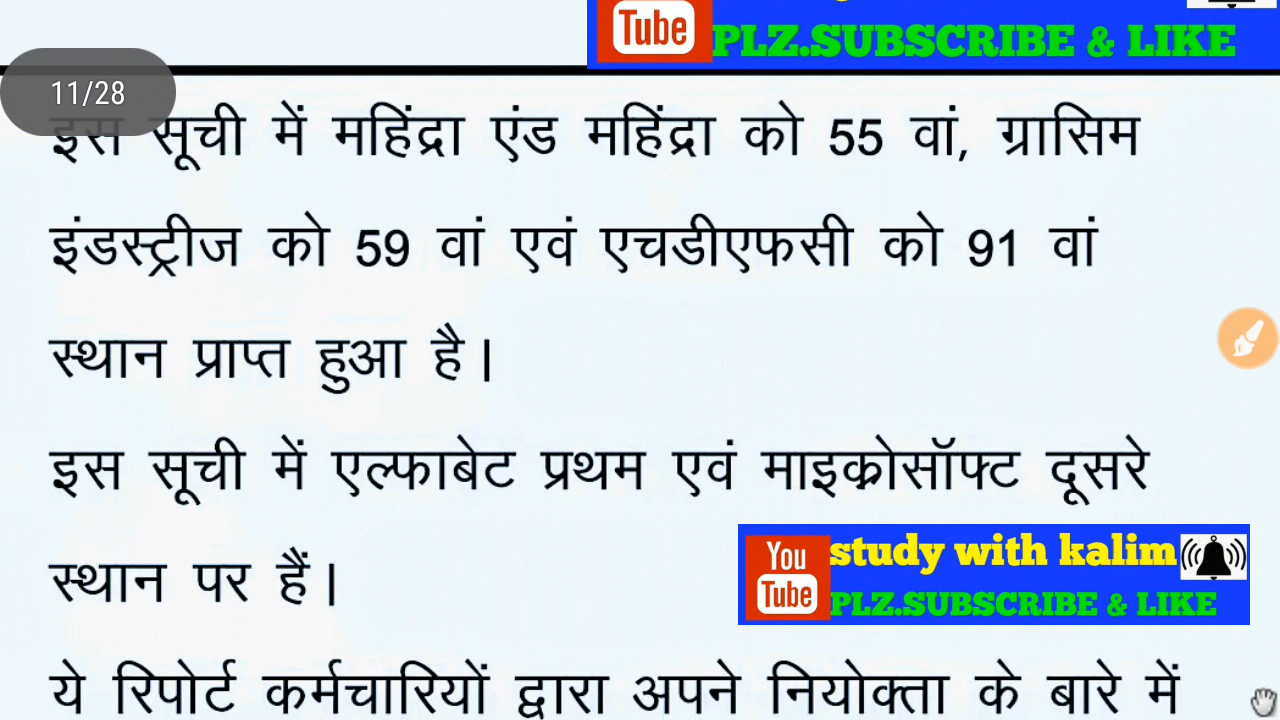 Tube
PLZ.SUBSCRIBE & LIKE
11/28
इस सूची में महिंद्रा एंड महिंद्रा को 55 वां, ग्रासिम
इंडस्ट्रीज को 59 वां एवं एचडीएफसी को 91 वां
स्थान प्राप्त हुआ है।
इस सूची में एल्फाबेट प्रथम एवं माइक्रोसॉफ्ट दूसरे
स्थान पर हैं।
You
Tube
study with kalim
PLZ.SUBSCRIBE & LIKE
ये रिपोर्ट कर्मचारियों द्वारा अपने नियोक्ता के बारे में